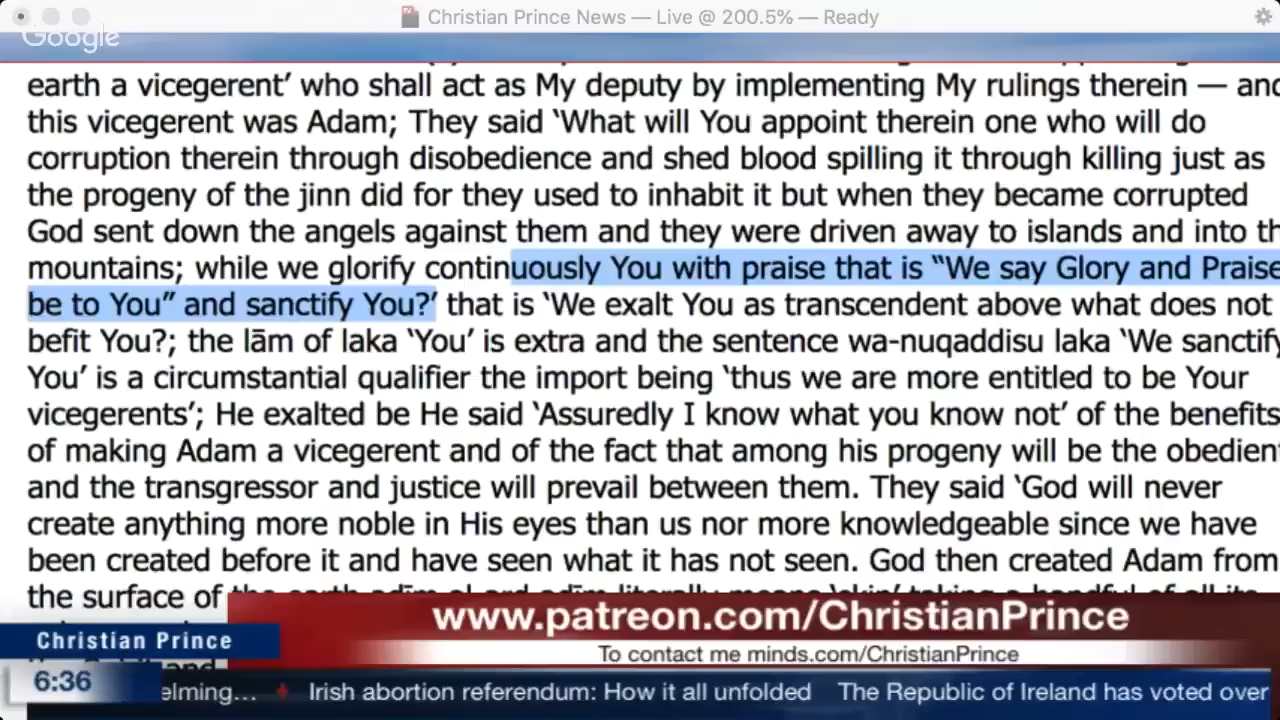 Christian Prince News — Live @ 200.5% — Ready
Google
earth a vicegerent’ who shall act as My deputy by implementing My rulings therein — and
this vicegerent was Adam; They said ‘What will You appoint therein one who will do
corruption therein through disobedience and shed blood spilling it through killing just as
the progeny of the jinn did for they used to inhabit it but when they became corrupted
God sent down the angels against them and they were driven away to islands and into th
mountains; while we glorify continuously You with praise that is “We say Glory and Praise
be to You” and sanctify You?’ that is ‘We exalt You as transcendent above what does not
befit You?; the lām of laka ‘You’ is extra and the sentence wa-nuqaddisu laka ‘We sanctify
You’ is a circumstantial qualifier the import being ‘thus we are more entitled to be Your
vicegerents’; He exalted be He said ‘Assuredly I know what you know not’ of the benefits
of making Adam a vicegerent and of the fact that among his progeny will be the obedient
and the transgressor and justice will prevail between them. They said ‘God will never
create anything more noble in His eyes than us nor more knowledgeable since we have
been created before it and have seen what it has not seen. God then created Adam from
the surface of the earth
www.patreon.com/ChristianPrince
Christian Prince
To contact me minds.com/ChristianPrince
6:36
elming... Irish abortion referendum: How it all unfolded The Republic of Ireland has voted over